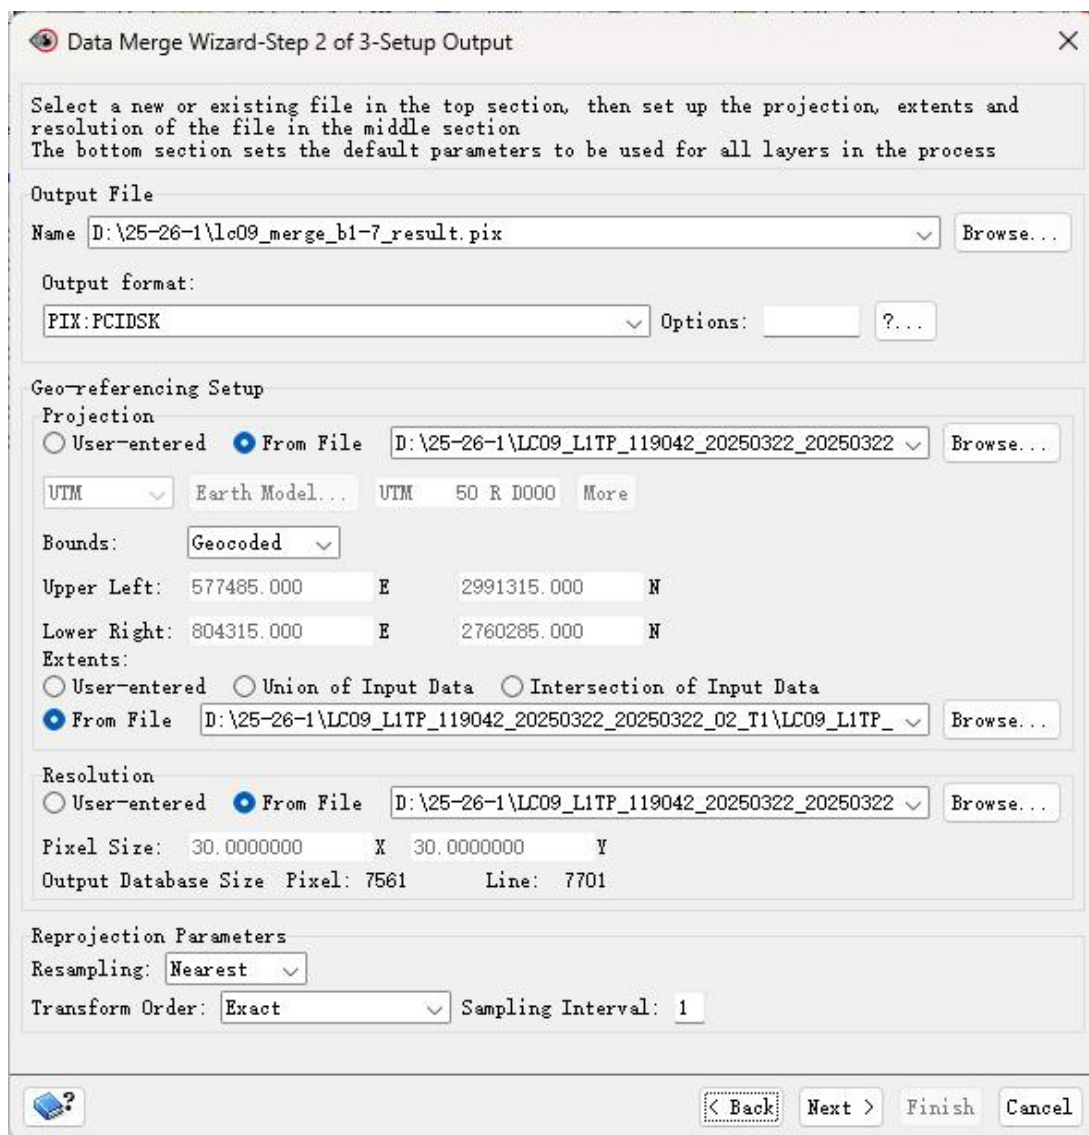 Data Merge Wizard-Step 2 of 3-Setup Output
Select a new or existing file in the top section, then set up the projection, extents and
resolution of the file in the middle section
The bottom section sets the default parameters to be used for all layers in the process
Output File
Name D:\25-26-1\lc09_merge_b1-7_result.pix Browse...
Output format:
PIX:PCIDSK Options: ?...
Geo-referencing Setup
Projection
User-entered From File D:\25-26-1\LC09_L1TP_119042_20250322_20250322 Browse...
UTM Earth Model... UTM 50 R D000 More
Bounds: Geocoded
Upper Left: 577485.000 E 2991315.000 N
Lower Right: 804315.000 E 2760285.000 N
Extents:
User-entered Union of Input Data Intersection of Input Data
From File D:\25-26-1\LC09_L1TP_119042_20250322_20250322_02_T1\LC09_L1TP_ Browse...
Resolution
User-entered From File D:\25-26-1\LC09_L1TP_119042_20250322_20250322 Browse...
Pixel Size: 30.0000000 X 30.0000000 Y
Output Database Size Pixel: 7561 Line: 7701
Reprojection Parameters
Resampling: Nearest
Transform Order: Exact Sampling Interval: 1
? < Back Next > Finish Cancel